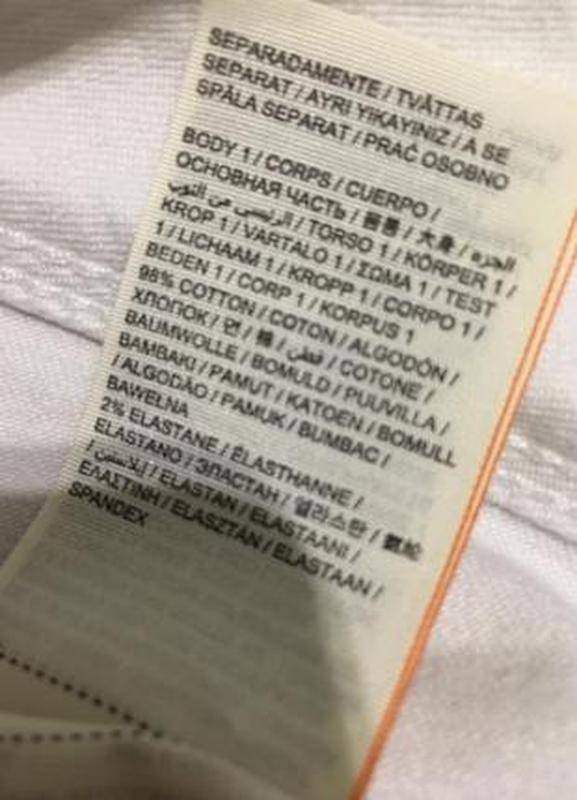 SEPARADAMENTE / TVÄTTAS
SEPARAT / AYRI YIKAYINIZ / A SE
SPĂLA SEPARAT / PRAĆ OSOBNO
BODY 1 / CORPS / CUERPO /
ОСНОВНАЯ ЧАСТЬ / / 大身 / الجزء
الرئيسي من الثوب / TORSO 1 / KÖRPER 1 /
KROP 1 / VARTALO 1 / ΣΩΜΑ 1 / TEST
1 / LICHAAM 1 / KROPP 1 / CORPO 1 /
BEDEN 1 / CORP 1 / KORPUS 1
98% COTTON / COTON / ALGODÓN /
ХЛОПОК / 면 / 棉 / قطن / COTONE /
BAUMWOLLE / BOMULD / PUUVILLA /
BAMBAKI / PAMUT / KATOEN / BOMULL
/ ALGODÃO / PAMUK / BUMBAC /
BAWEŁNA
2% ELASTANE / ÉLASTHANNE /
ELASTANO / ЭЛАСТАН / 엘라스탄 / 氨纶
/ إيلاستين / ELASTAN / ELASTAANI /
ΕΛΑΣΤΙΝΗ / ELASZTÁN / ELASTAAN /
SPANDEX